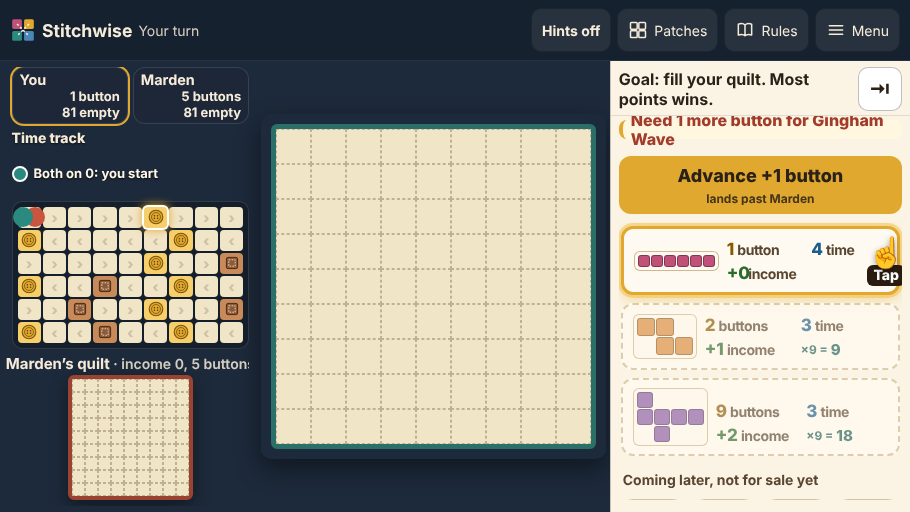 Stitchwise Your turn
Hints off
Patches
Rules
Menu
You
1 button
81 empty
Marden
5 buttons
81 empty
Time track
Both on 0: you start
Marden's quilt · income 0, 5 buttons
Goal: fill your quilt. Most
points wins.
Need 1 more button for Gingham
Wave
Advance +1 button
lands past Marden
1 button 4 time
+0 income
Tap
2 buttons 3 time
+1 income ×9 = 9
9 buttons 3 time
+2 income ×9 = 18
Coming later, not for sale yet